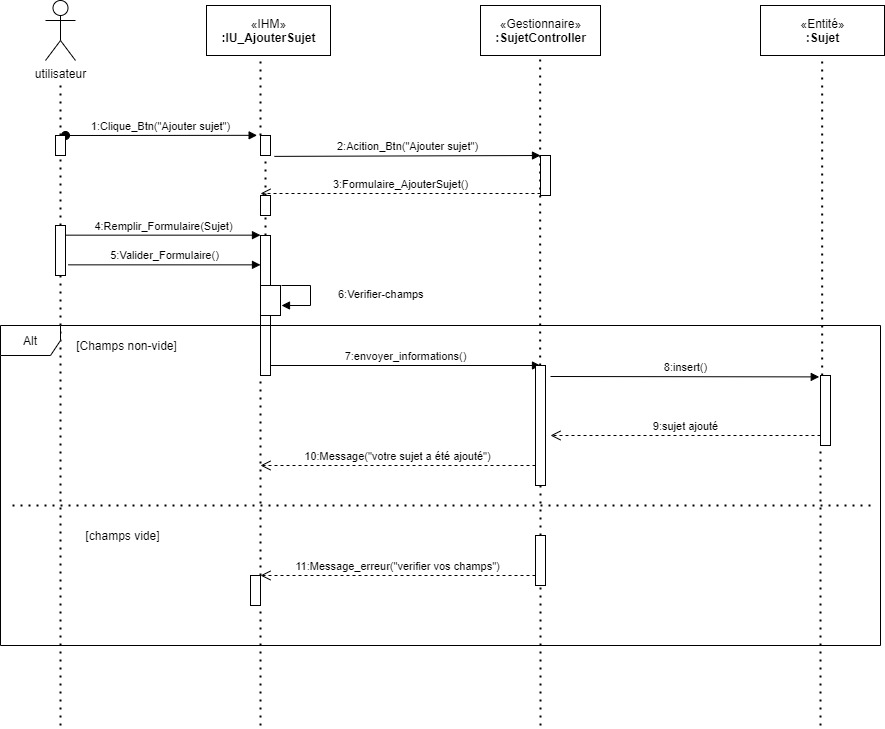 «IHM»
:IU_AjouterSujet
«Gestionnaire»
:SujetController
«Entité»
:Sujet
utilisateur
1:Clique_Btn("Ajouter sujet")
2:Acition_Btn("Ajouter sujet")
3:Formulaire_AjouterSujet()
4:Remplir_Formulaire(Sujet)
5:Valider_Formulaire()
6:Verifier-champs
Alt
[Champs non-vide]
7:envoyer_informations()
8:insert()
9:sujet ajouté
10:Message("votre sujet a été ajouté")
[champs vide]
11:Message_erreur("verifier vos champs")